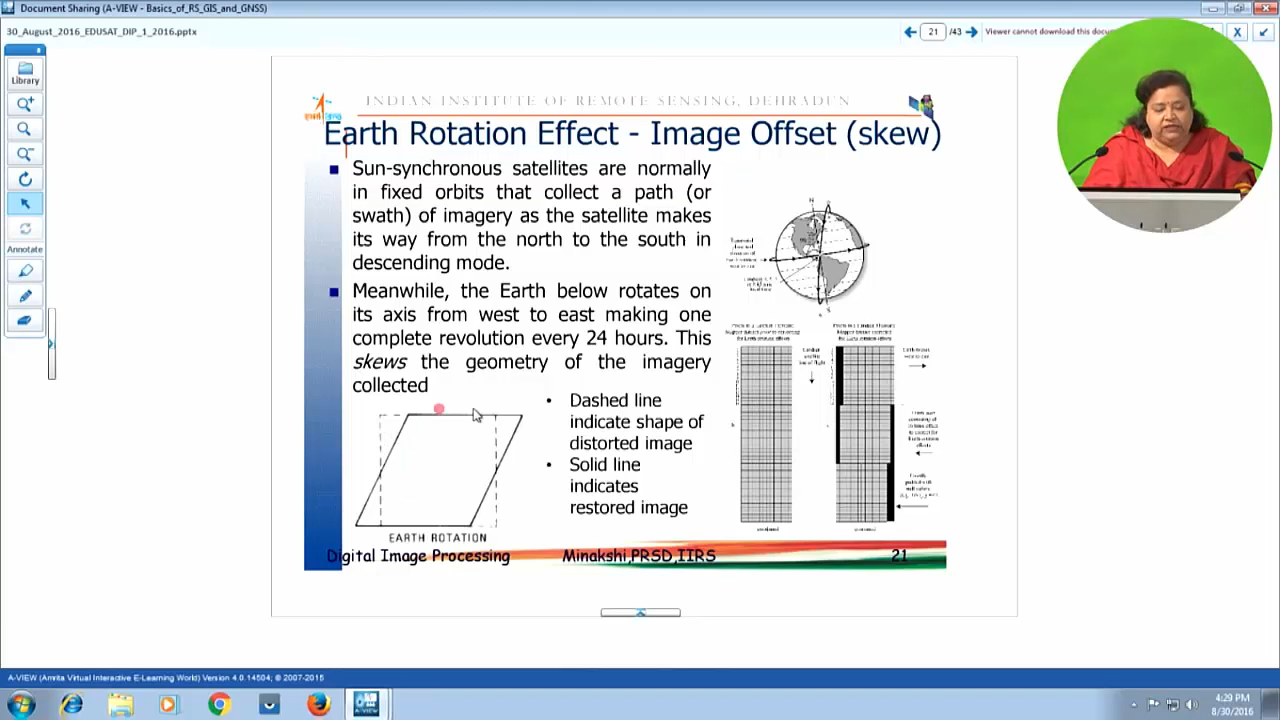 Document Sharing (A-VIEW - Basics_of_RS_GIS_and_GNSS)
30_August_2016_EDUSAT_DIP_1_2016.pptx
21 /43
Viewer cannot download this docum
Library
Annotate
INDIAN INSTITUTE OF REMOTE SENSING, DEHRADUN
Earth Rotation Effect - Image Offset (skew)
Sun-synchronous satellites are normally
in fixed orbits that collect a path (or
swath) of imagery as the satellite makes
its way from the north to the south in
descending mode.
Meanwhile, the Earth below rotates on
its axis from west to east making one
complete revolution every 24 hours. This
skews the geometry of the imagery
collected
• Dashed line
indicate shape of
distorted image
• Solid line
indicates
restored image
EARTH ROTATION
Digital Image Processing
Minakshi,PRSD,IIRS
21
A-VIEW (Amrita Virtual Interactive E-Learning World) Version 4.0.14504; © 2007-2015
4:29 PM
8/30/2016